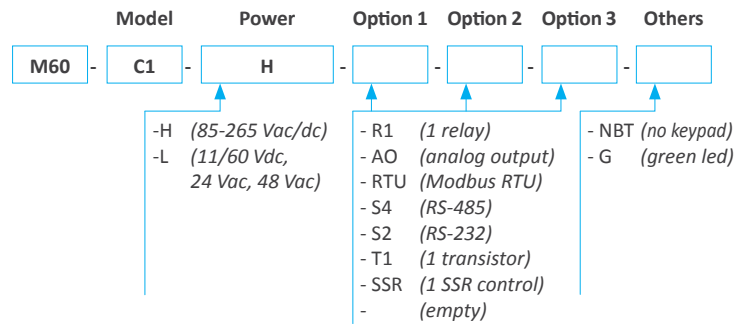 Model Power Option 1 Option 2 Option 3 Others
M60 - C1 - H - - - -
-H (85-265 Vac/dc) - R1 (1 relay) - NBT (no keypad)
-L (11/60 Vdc, - AO (analog output) - G (green led)
24 Vac, 48 Vac) - RTU (Modbus RTU)
- S4 (RS-485)
- S2 (RS-232)
- T1 (1 transistor)
- SSR (1 SSR control)
- (empty)